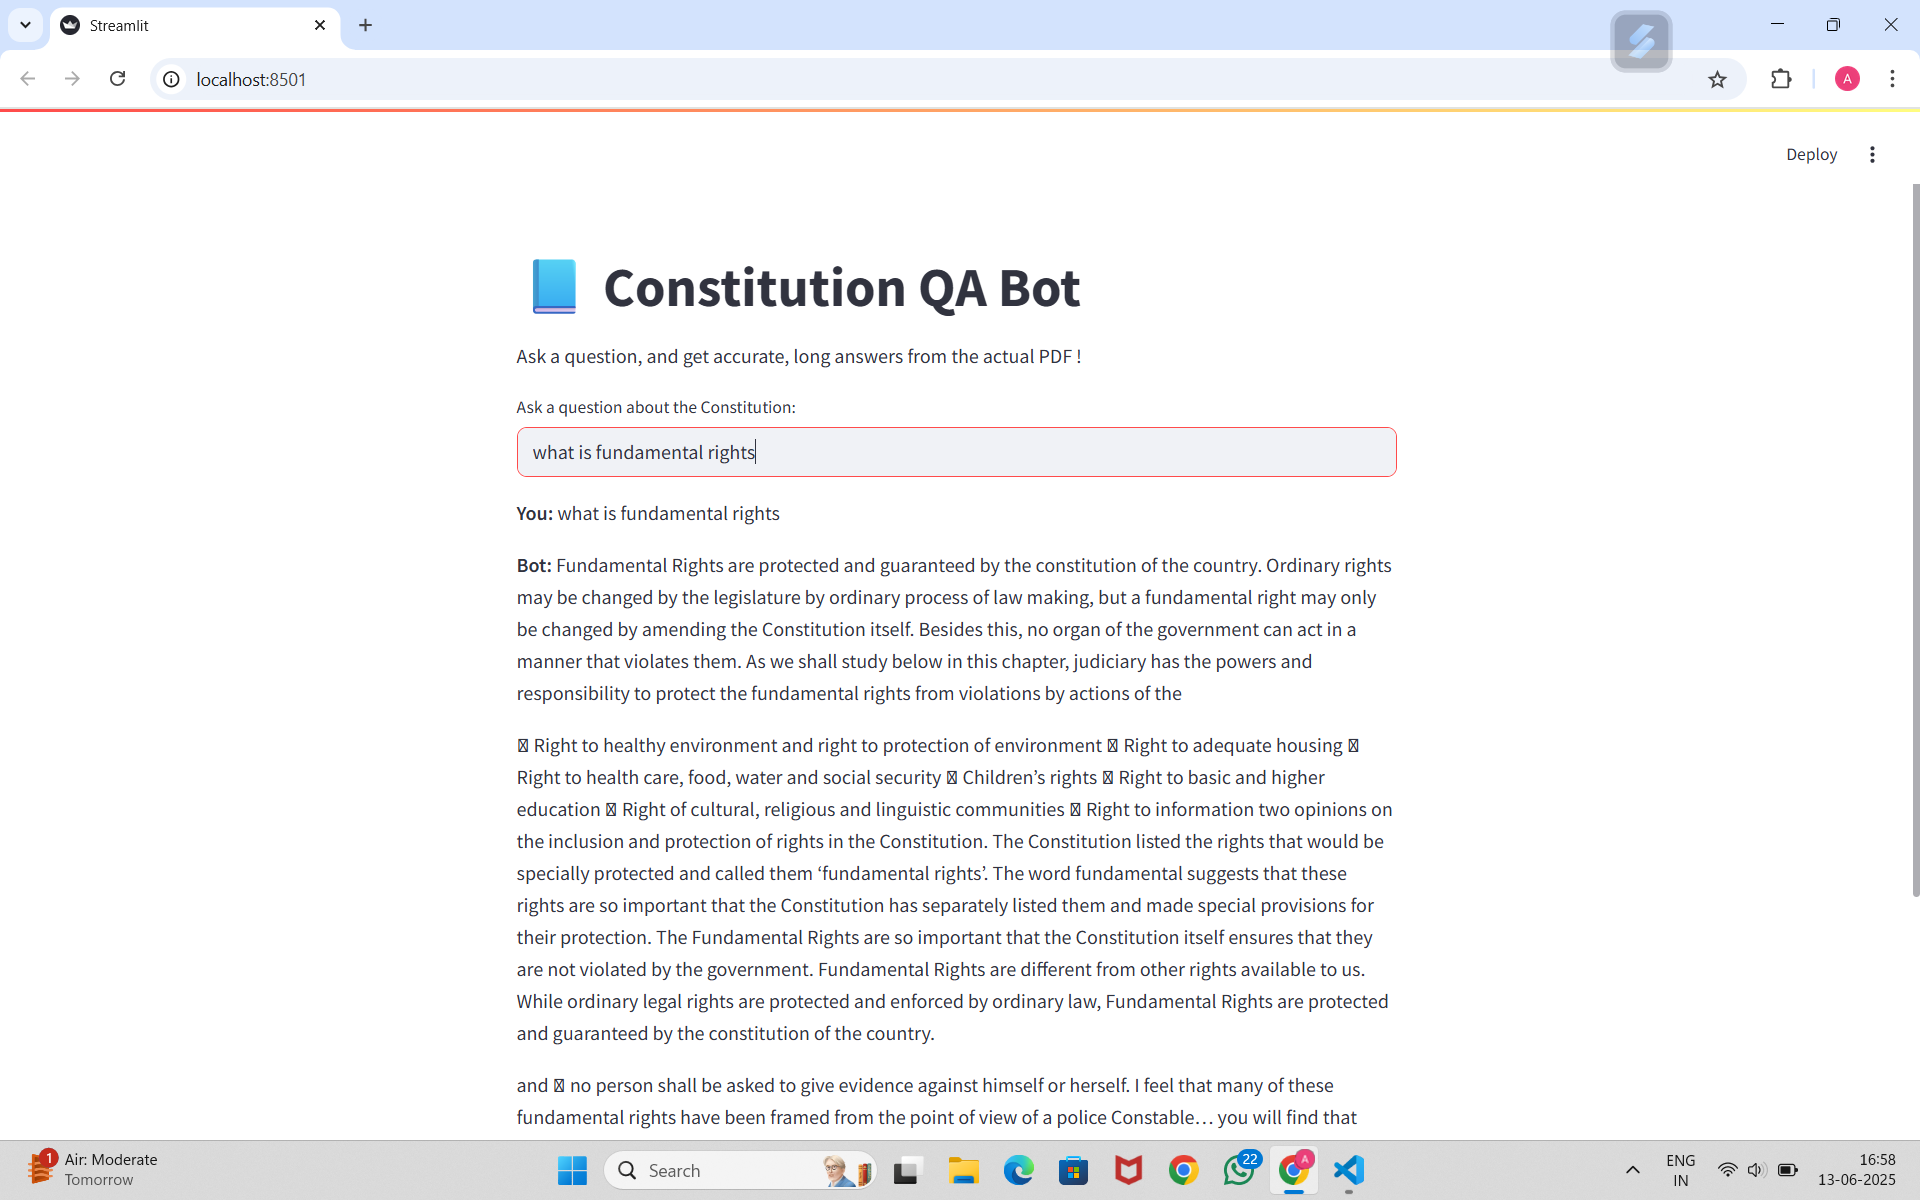 Streamlit
localhost:8501
A
Deploy
Constitution QA Bot
Ask a question, and get accurate, long answers from the actual PDF !
Ask a question about the Constitution:
what is fundamental rights
You: what is fundamental rights
Bot: Fundamental Rights are protected and guaranteed by the constitution of the country. Ordinary rights
may be changed by the legislature by ordinary process of law making, but a fundamental right may only
be changed by amending the Constitution itself. Besides this, no organ of the government can act in a
manner that violates them. As we shall study below in this chapter, judiciary has the powers and
responsibility to protect the fundamental rights from violations by actions of the
 Right to healthy environment and right to protection of environment  Right to adequate housing 
Right to health care, food, water and social security  Children’s rights  Right to basic and higher
education  Right of cultural, religious and linguistic communities  Right to information two opinions on
the inclusion and protection of rights in the Constitution. The Constitution listed the rights that would be
specially protected and called them ‘fundamental rights’. The word fundamental suggests that these
rights are so important that the Constitution has separately listed them and made special provisions for
their protection. The Fundamental Rights are so important that the Constitution itself ensures that they
are not violated by the government. Fundamental Rights are different from other rights available to us.
While ordinary legal rights are protected and enforced by ordinary law, Fundamental Rights are protected
and guaranteed by the constitution of the country.
and  no person shall be asked to give evidence against himself or herself. I feel that many of these
fundamental rights have been framed from the point of view of a police Constable… you will find that
1
Air: Moderate
Tomorrow
Search
22
A
ENG
IN
16:58
13-06-2025